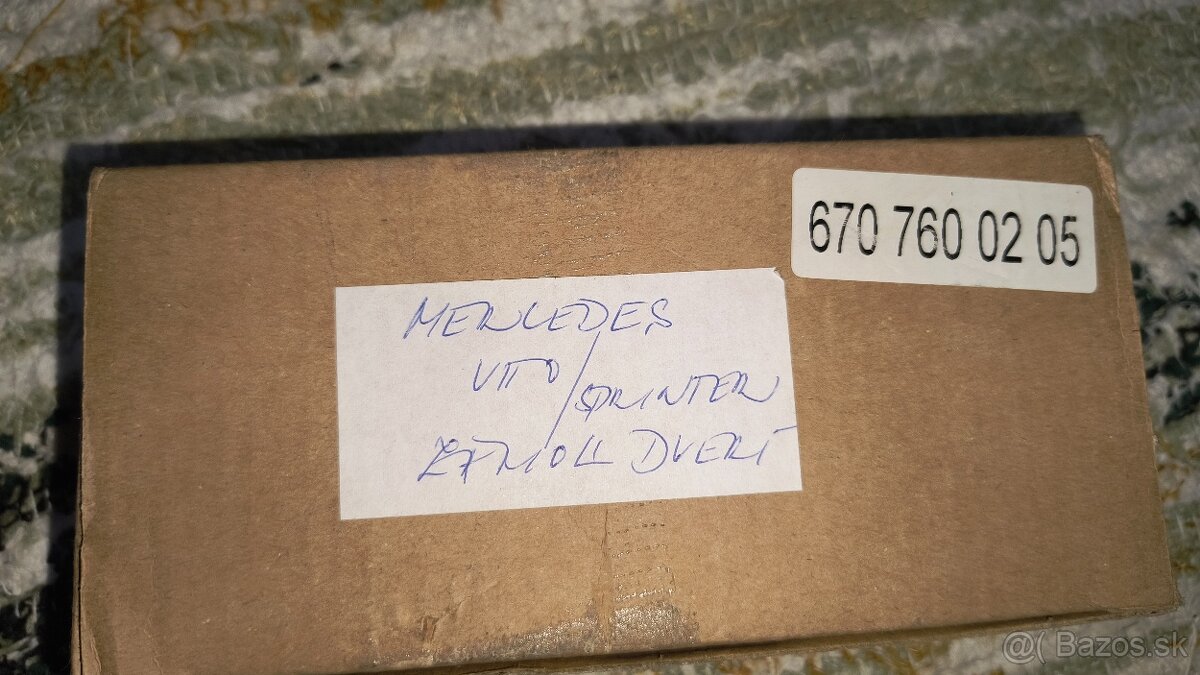 670 760 02 05
MERCEDES
VITO/SPRINTER
ZÁMOK DVERÍ
@( Bazos.sk